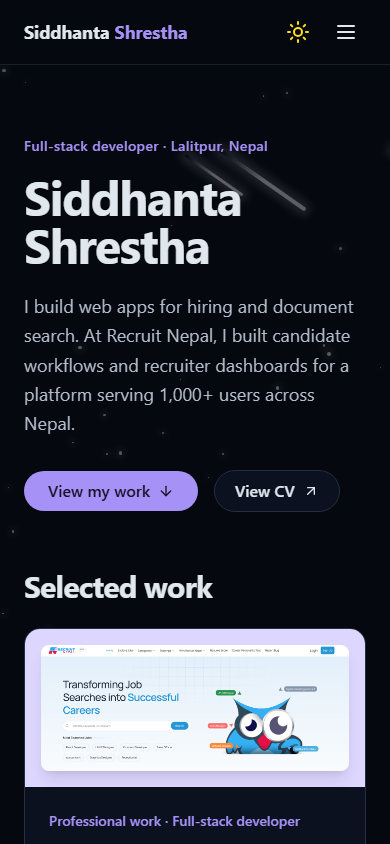 Siddhanta Shrestha
Full-stack developer · Lalitpur, Nepal
Siddhanta
Shrestha
I build web apps for hiring and document
search. At Recruit Nepal, I built candidate
workflows and recruiter dashboards for a
platform serving 1,000+ users across
Nepal.
View my work ↓
View CV ↗
Selected work
RECRUIT
Transforming Job
Searches into Successful
Careers
Professional work · Full-stack developer